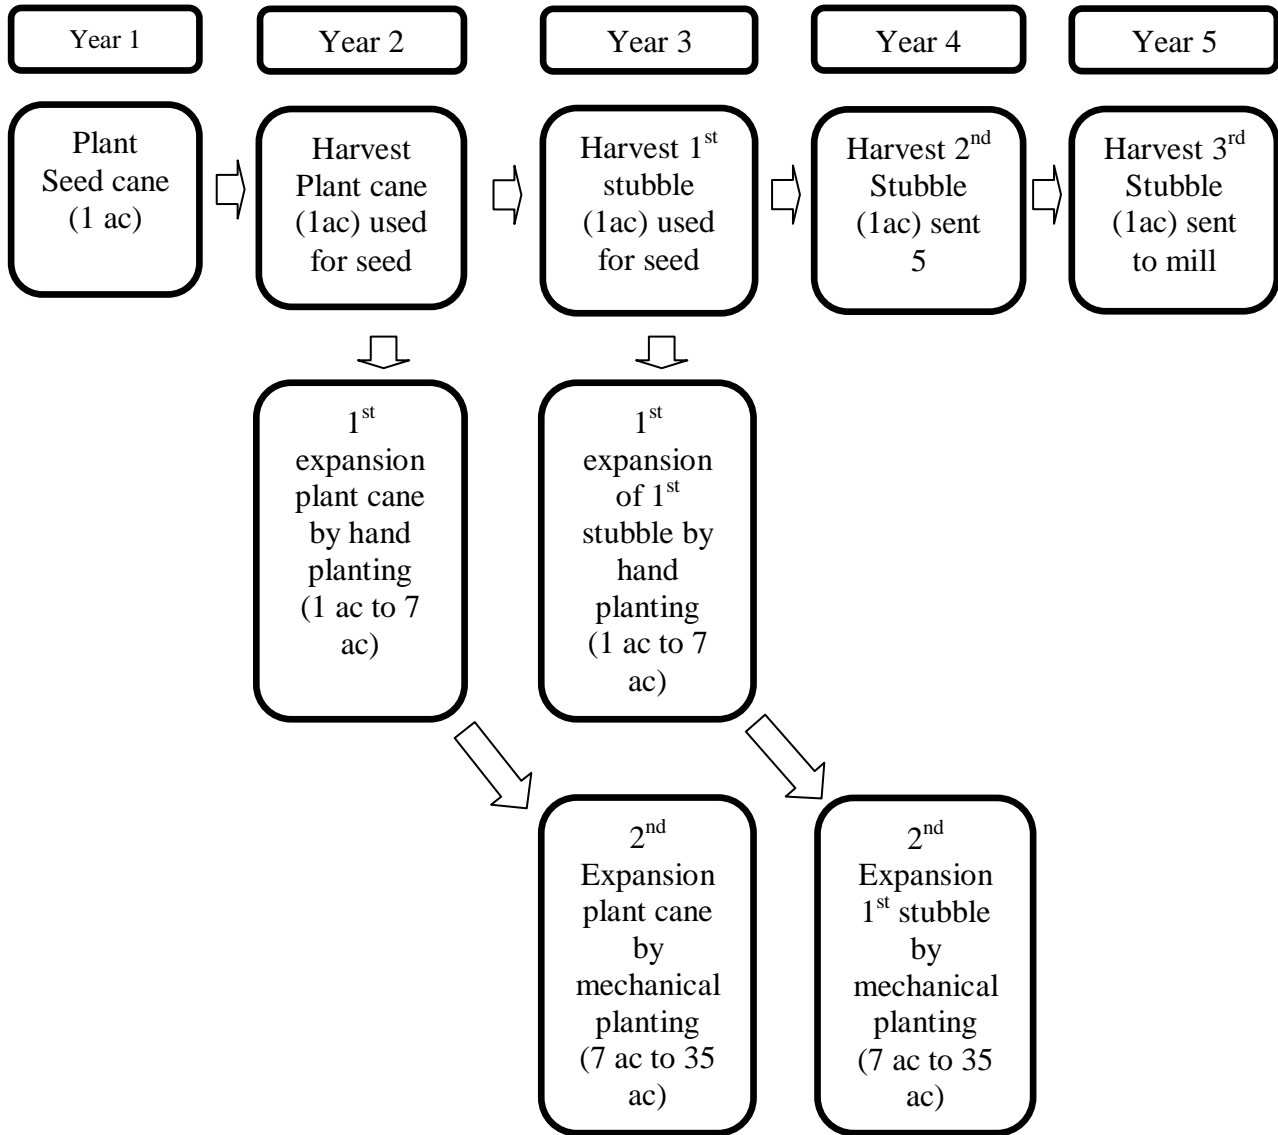 Year 1
Year 2
Year 3
Year 4
Year 5
Plant
Seed cane
(1 ac)
Harvest
Plant cane
(1ac) used
for seed
Harvest 1st
stubble
(1ac) used
for seed
Harvest 2nd
Stubble
(1ac) sent
5
Harvest 3rd
Stubble
(1ac) sent
to mill
1st
expansion
plant cane
by hand
planting
(1 ac to 7
ac)
1st
expansion
of 1st
stubble by
hand
planting
(1 ac to 7
ac)
2nd
Expansion
plant cane
by
mechanical
planting
(7 ac to 35
ac)
2nd
Expansion
1st stubble
by
mechanical
planting
(7 ac to 35
ac)